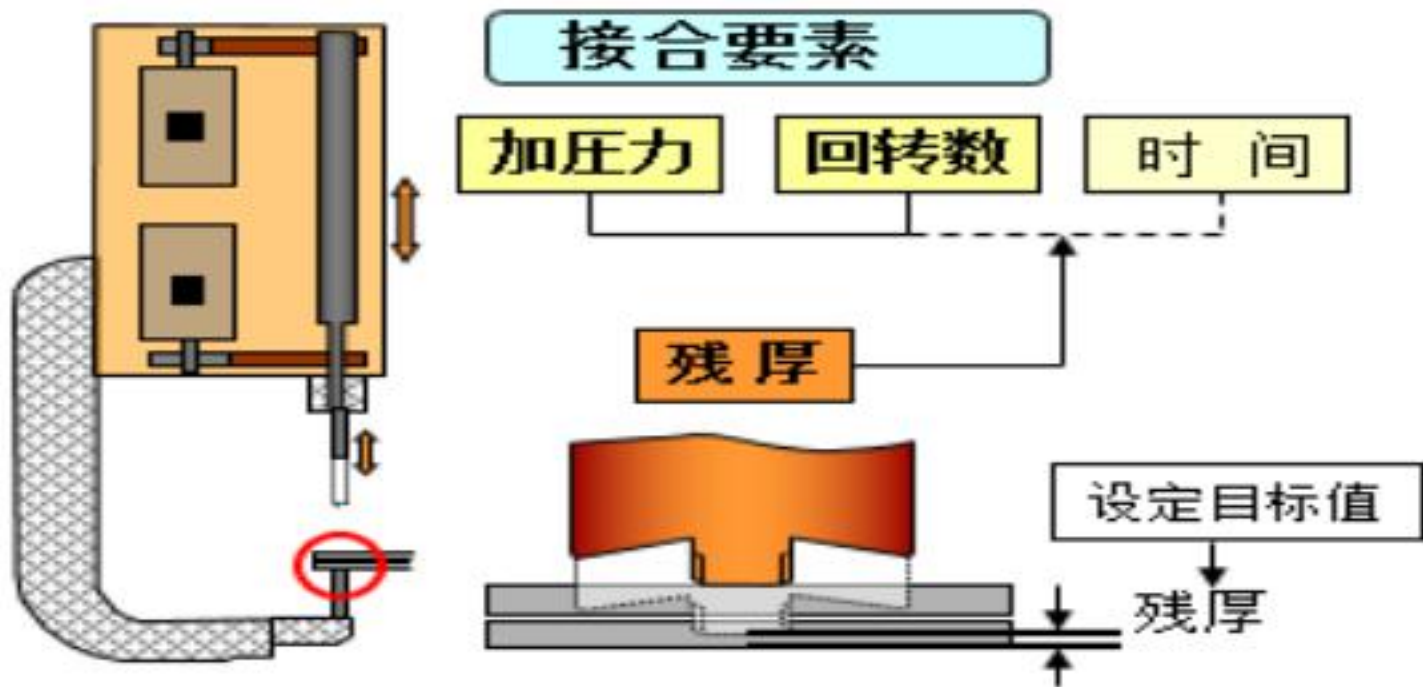 接合要素
加压力
回转数
时 间
残 厚
设定目标值
残厚